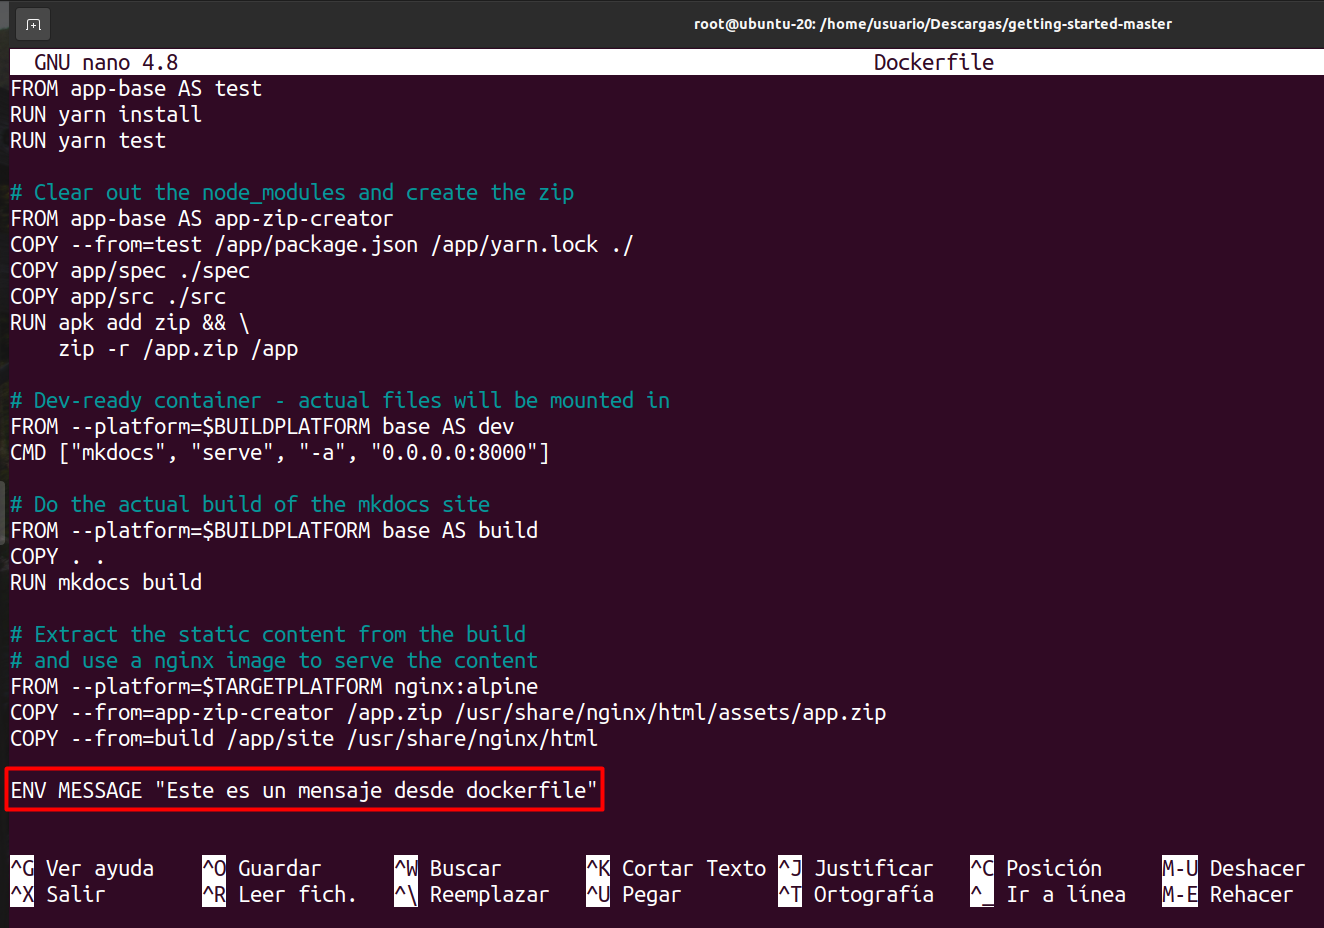 root@ubuntu-20: /home/usuario/Descargas/getting-started-master
GNU nano 4.8 Dockerfile
FROM app-base AS test
RUN yarn install
RUN yarn test
# Clear out the node_modules and create the zip
FROM app-base AS app-zip-creator
COPY --from=test /app/package.json /app/yarn.lock ./
COPY app/spec ./spec
COPY app/src ./src
RUN apk add zip && \
    zip -r /app.zip /app
# Dev-ready container - actual files will be mounted in
FROM --platform=$BUILDPLATFORM base AS dev
CMD ["mkdocs", "serve", "-a", "0.0.0.0:8000"]
# Do the actual build of the mkdocs site
FROM --platform=$BUILDPLATFORM base AS build
COPY . .
RUN mkdocs build
# Extract the static content from the build
# and use a nginx image to serve the content
FROM --platform=$TARGETPLATFORM nginx:alpine
COPY --from=app-zip-creator /app.zip /usr/share/nginx/html/assets/app.zip
COPY --from=build /app/site /usr/share/nginx/html
ENV MESSAGE "Este es un mensaje desde dockerfile"
^G Ver ayuda ^O Guardar ^W Buscar ^K Cortar Texto ^J Justificar ^C Posición M-U Deshacer
^X Salir ^R Leer fich. ^\ Reemplazar ^U Pegar ^T Ortografía ^_ Ir a línea M-E Rehacer